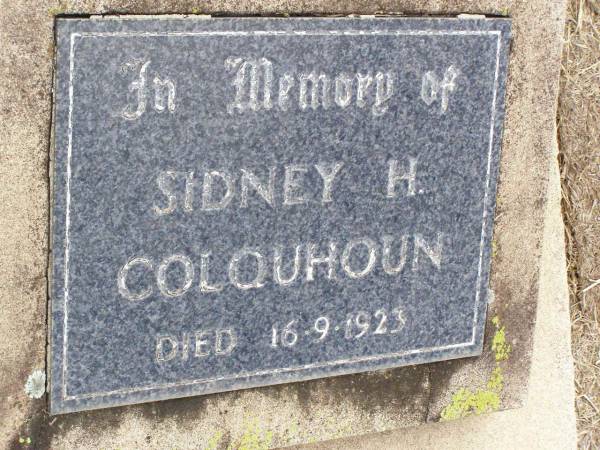 In Memory of
SIDNEY H.
COLQUHOUN
DIED 16·9·1923